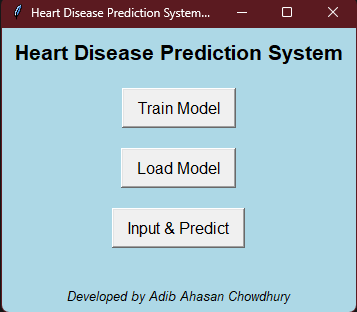 Heart Disease Prediction System...
Heart Disease Prediction System
Train Model
Load Model
Input & Predict
Developed by Adib Ahasan Chowdhury